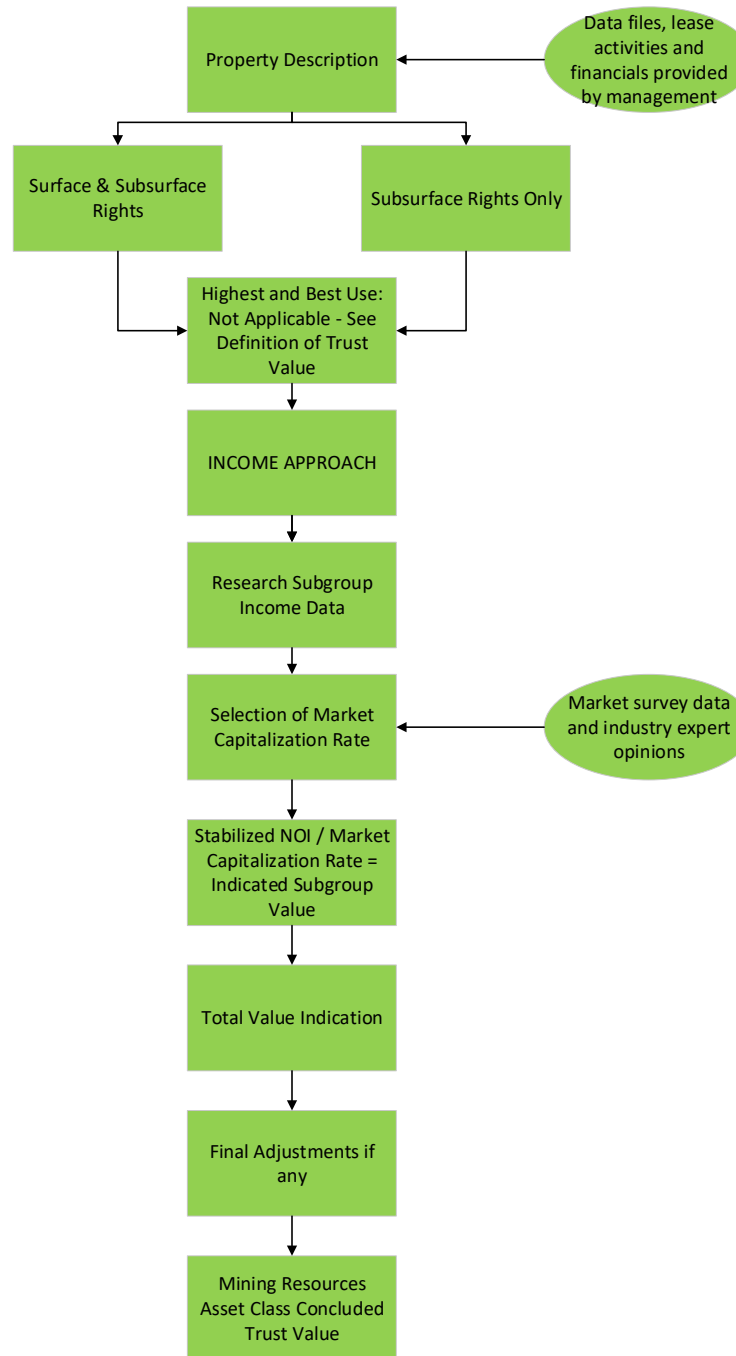 Property Description
Data files, lease
activities and
financials provided
by management
Surface & Subsurface
Rights
Subsurface Rights Only
Highest and Best Use:
Not Applicable - See
Definition of Trust
Value
INCOME APPROACH
Research Subgroup
Income Data
Selection of Market
Capitalization Rate
Market survey data
and industry expert
opinions
Stabilized NOI / Market
Capitalization Rate =
Indicated Subgroup
Value
Total Value Indication
Final Adjustments if
any
Mining Resources
Asset Class Concluded
Trust Value